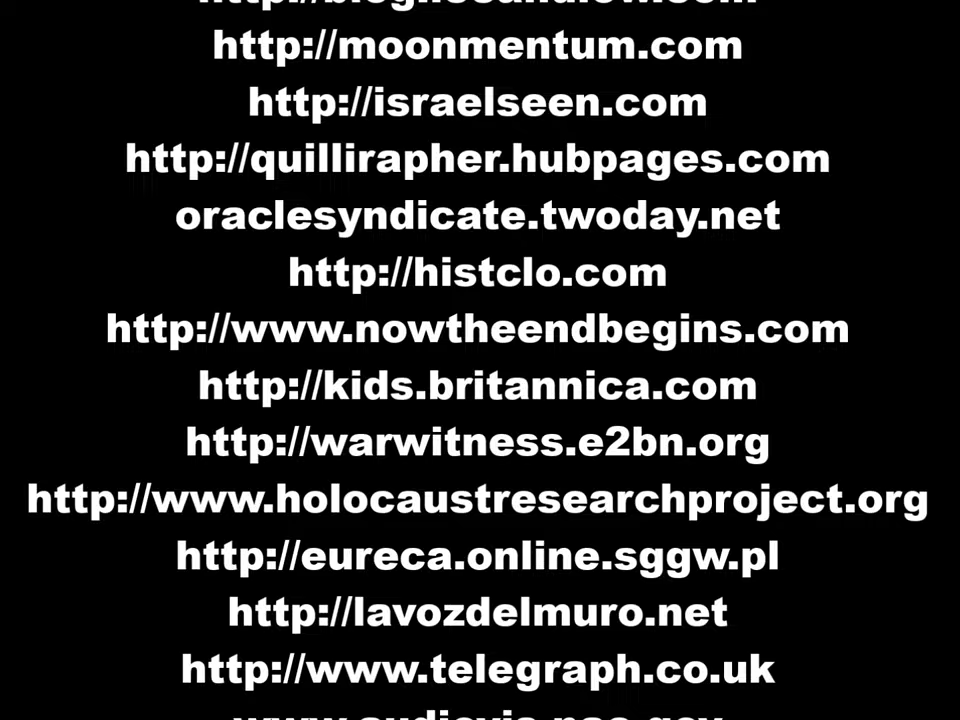 http://moonmentum.com
http://israelseen.com
http://quillirapher.hubpages.com
oraclesyndicate.twoday.net
http://histclo.com
http://www.nowtheendbegins.com
http://kids.britannica.com
http://warwitness.e2bn.org
http://www.holocaustresearchproject.org
http://eureca.online.sggw.pl
http://lavozdelmuro.net
http://www.telegraph.co.uk